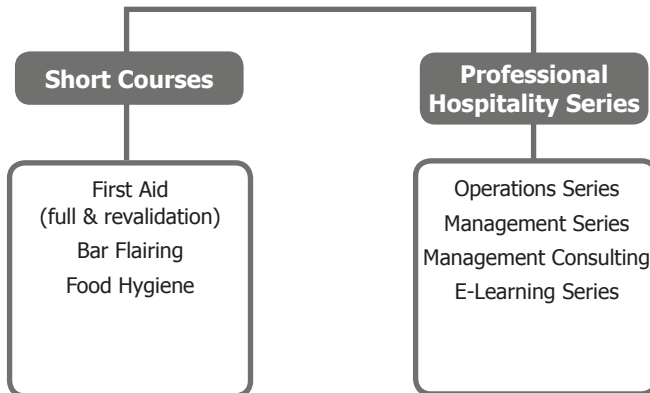 Short Courses
First Aid
(full & revalidation)
Bar Flairing
Food Hygiene
Professional
Hospitality Series
Operations Series
Management Series
Management Consulting
E-Learning Series